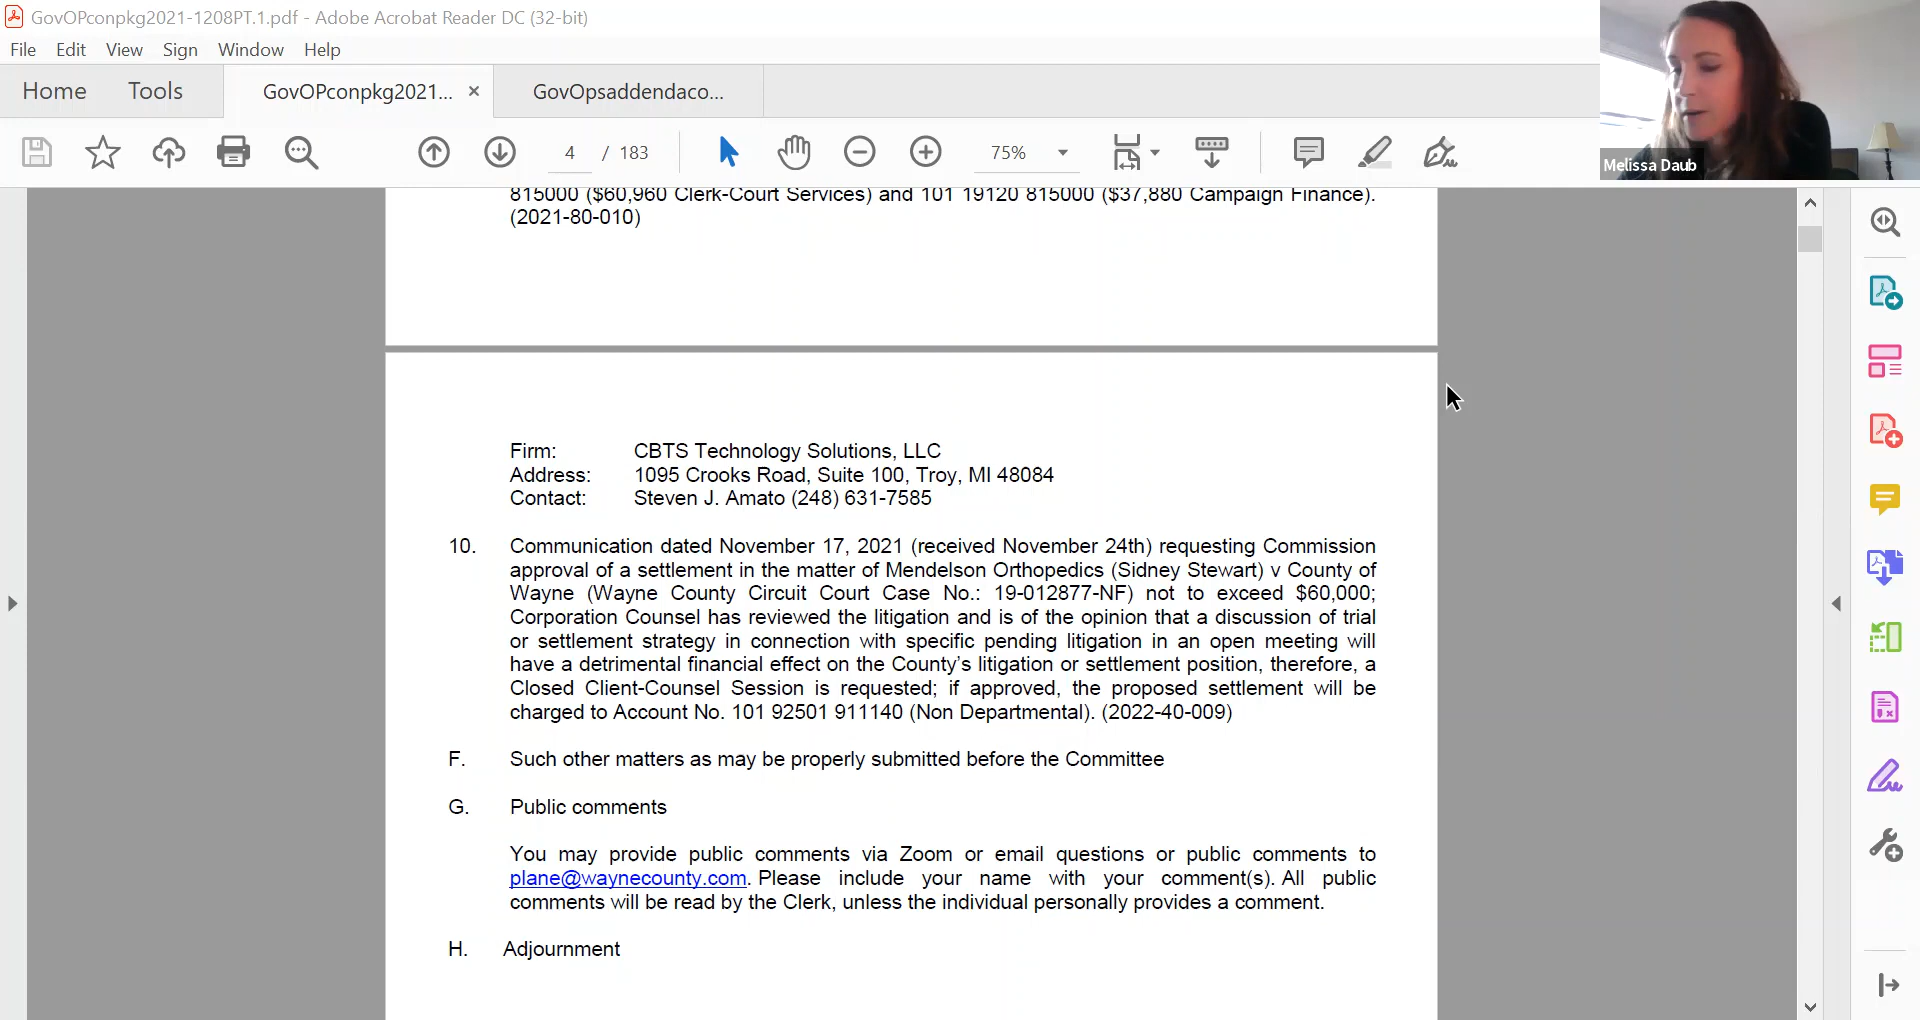 GovOPconpkg2021-1208PT.1.pdf - Adobe Acrobat Reader DC (32-bit)
File Edit View Sign Window Help
Home Tools GovOPconpkg2021... × GovOpsaddendaco...
4 / 183 75%
Melissa Daub
815000 ($60,960 Clerk-Court Services) and 101 19120 815000 ($37,880 Campaign Finance).
(2021-80-010)
Firm: CBTS Technology Solutions, LLC
Address: 1095 Crooks Road, Suite 100, Troy, MI 48084
Contact: Steven J. Amato (248) 631-7585
10. Communication dated November 17, 2021 (received November 24th) requesting Commission
approval of a settlement in the matter of Mendelson Orthopedics (Sidney Stewart) v County of
Wayne (Wayne County Circuit Court Case No.: 19-012877-NF) not to exceed $60,000;
Corporation Counsel has reviewed the litigation and is of the opinion that a discussion of trial
or settlement strategy in connection with specific pending litigation in an open meeting will
have a detrimental financial effect on the County's litigation or settlement position, therefore, a
Closed Client-Counsel Session is requested; if approved, the proposed settlement will be
charged to Account No. 101 92501 911140 (Non Departmental). (2022-40-009)
F. Such other matters as may be properly submitted before the Committee
G. Public comments
You may provide public comments via Zoom or email questions or public comments to
plane@waynecounty.com. Please include your name with your comment(s). All public
comments will be read by the Clerk, unless the individual personally provides a comment.
H. Adjournment